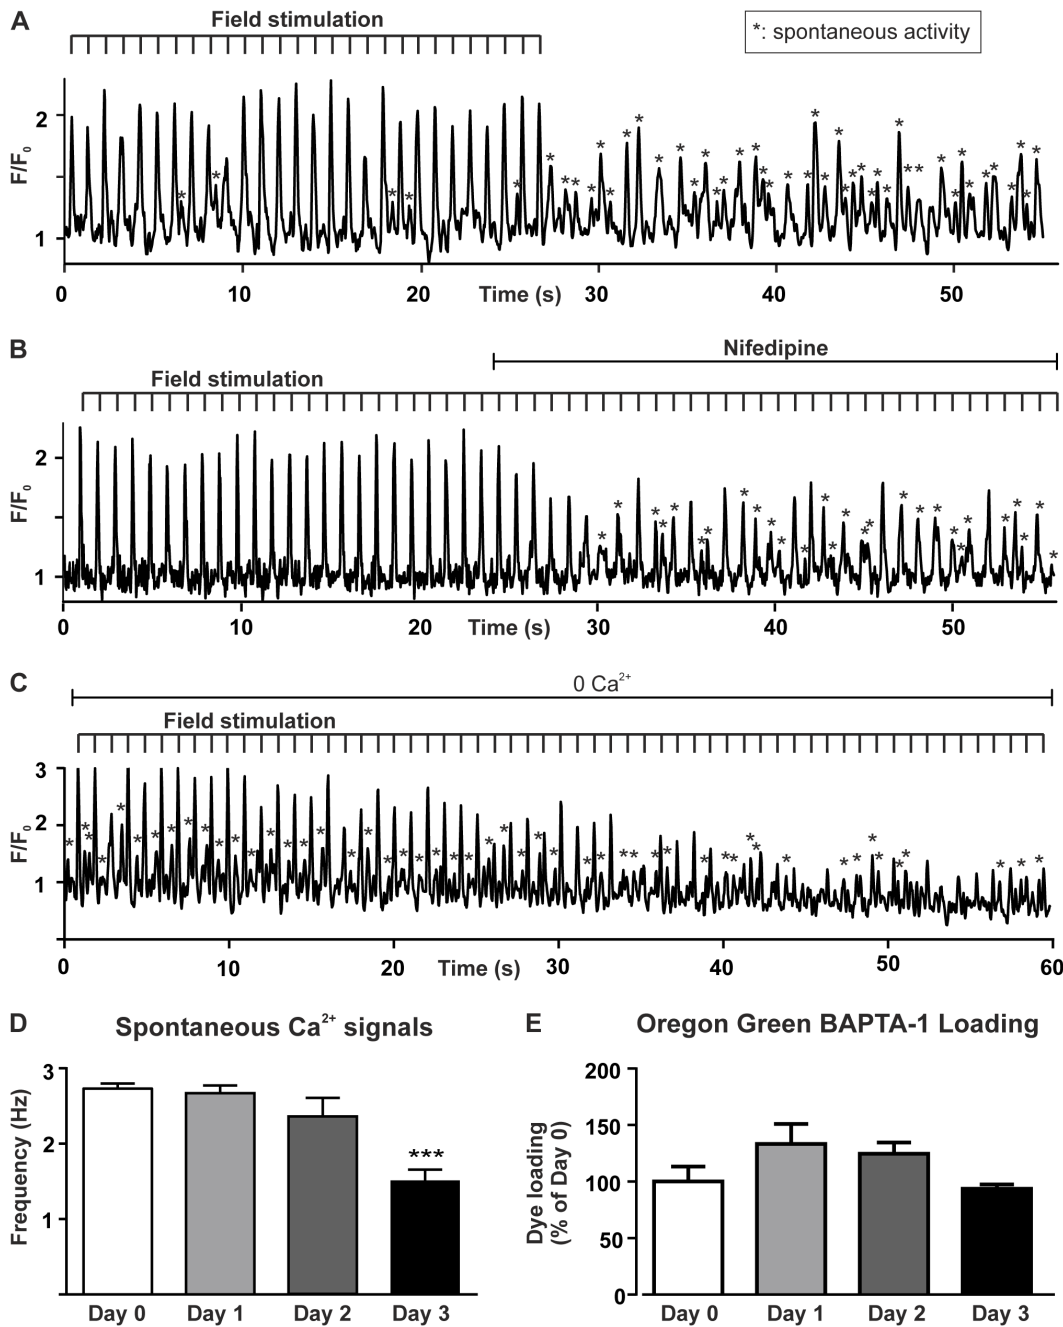 A
Field stimulation
*: spontaneous activity
F/F₀
2
1
0 10 20 Time (s) 30 40 50
B
Nifedipine
Field stimulation
F/F₀
2
1
0 10 20 Time (s) 30 40 50
C
0 Ca²⁺
Field stimulation
F/F₀
3
2
1
0 10 20 Time (s) 30 40 50 60
D Spontaneous Ca²⁺ signals
Frequency (Hz)
3
2
1
***
Day 0 Day 1 Day 2 Day 3
E Oregon Green BAPTA-1 Loading
Dye loading
(% of Day 0)
200
150
100
50
0
Day 0 Day 1 Day 2 Day 3